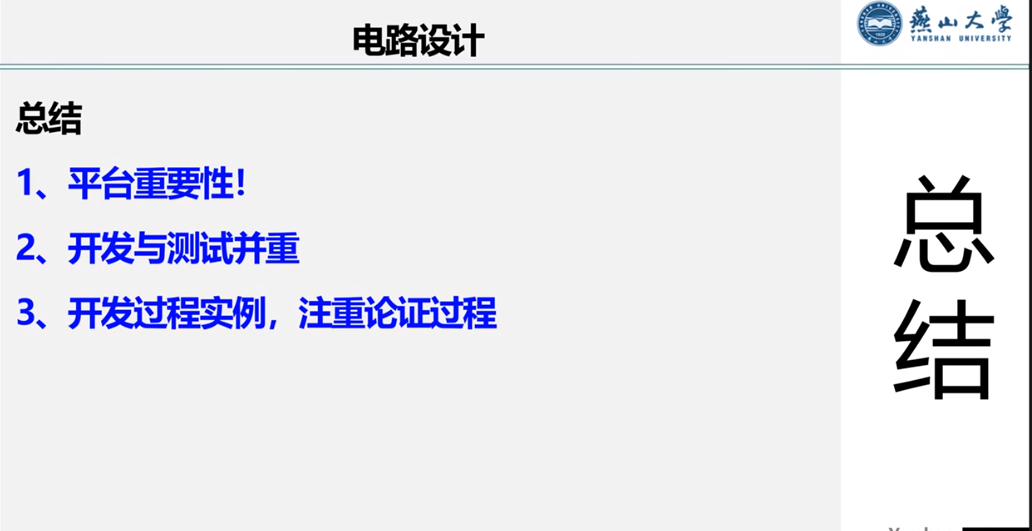 电路设计
燕山大學
YANSHAN UNIVERSITY
总结
1、平台重要性!
2、开发与测试并重
3、开发过程实例，注重论证过程
总
结